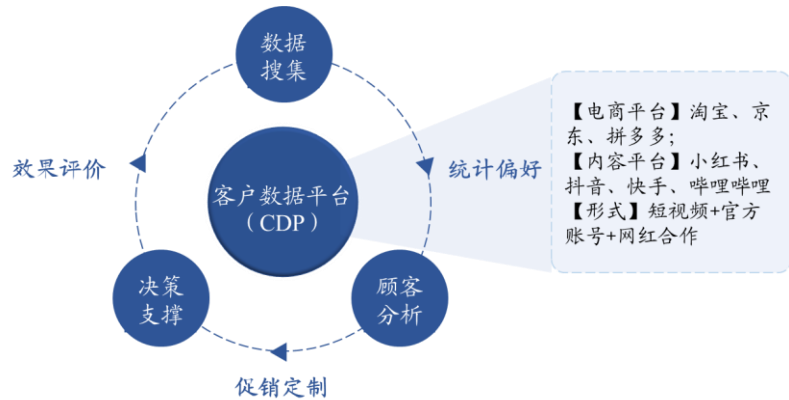 数据
搜集
效果评价
统计偏好
客户数据平台
（CDP）
【电商平台】淘宝、京
东、拼多多；
【内容平台】小红书、
抖音、快手、哔哩哔哩
【形式】短视频+官方
账号+网红合作
决策
支撑
顾客
分析
促销定制